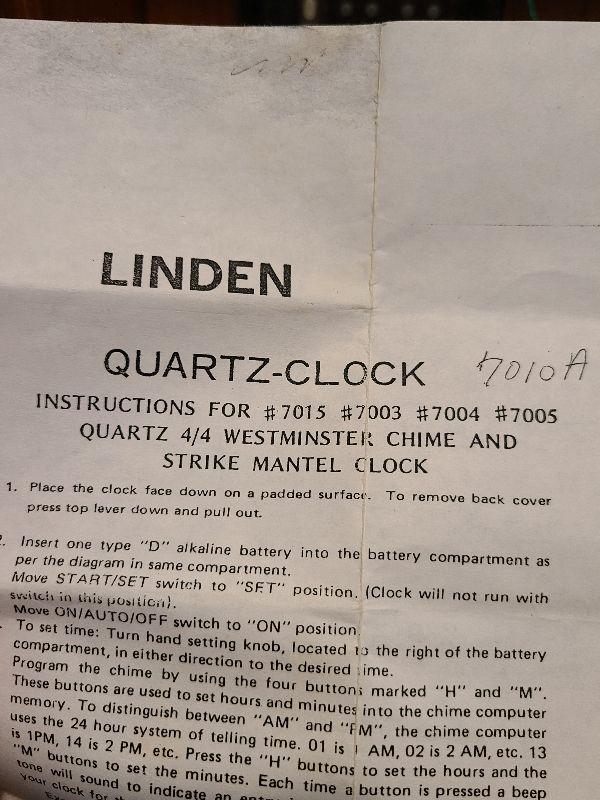 LINDEN
QUARTZ-CLOCK 7010A
INSTRUCTIONS FOR #7015 #7003 #7004 #7005
QUARTZ 4/4 WESTMINSTER CHIME AND
STRIKE MANTEL CLOCK
1. Place the clock face down on a padded surface. To remove back cover
press top lever down and pull out.
2. Insert one type "D" alkaline battery into the battery compartment as
per the diagram in same compartment.
Move START/SET switch to "SET" position. (Clock will not run with
switch in this position).
Move ON/AUTO/OFF switch to "ON" position.
To set time: Turn hand setting knob, located to the right of the battery
compartment, in either direction to the desired time.
Program the chime by using the four buttons marked "H" and "M".
These buttons are used to set hours and minutes into the chime computer
memory. To distinguish between "AM" and "PM", the chime computer
uses the 24 hour system of telling time. 01 is 1 AM, 02 is 2 AM, etc. 13
is 1PM, 14 is 2 PM, etc. Press the "H" buttons to set the hours and the
"M" buttons to set the minutes. Each time a button is pressed a beep
tone will sound to indicate an
your clock for